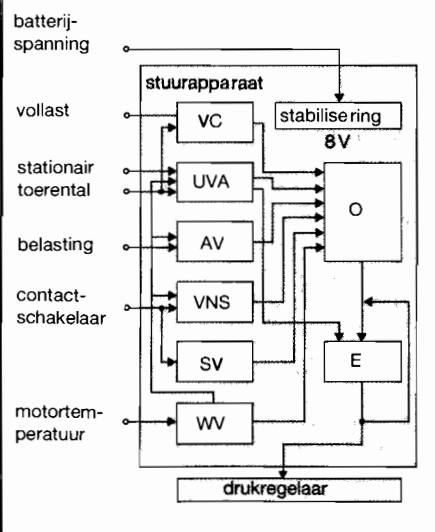 batterij-
spanning
stuurapparaat
vollast
VC
stabilisering
8V
stationair
toerental
UVA
O
belasting
AV
contact-
schakelaar
VNS
SV
E
motortem-
peratuur
WV
drukregelaar